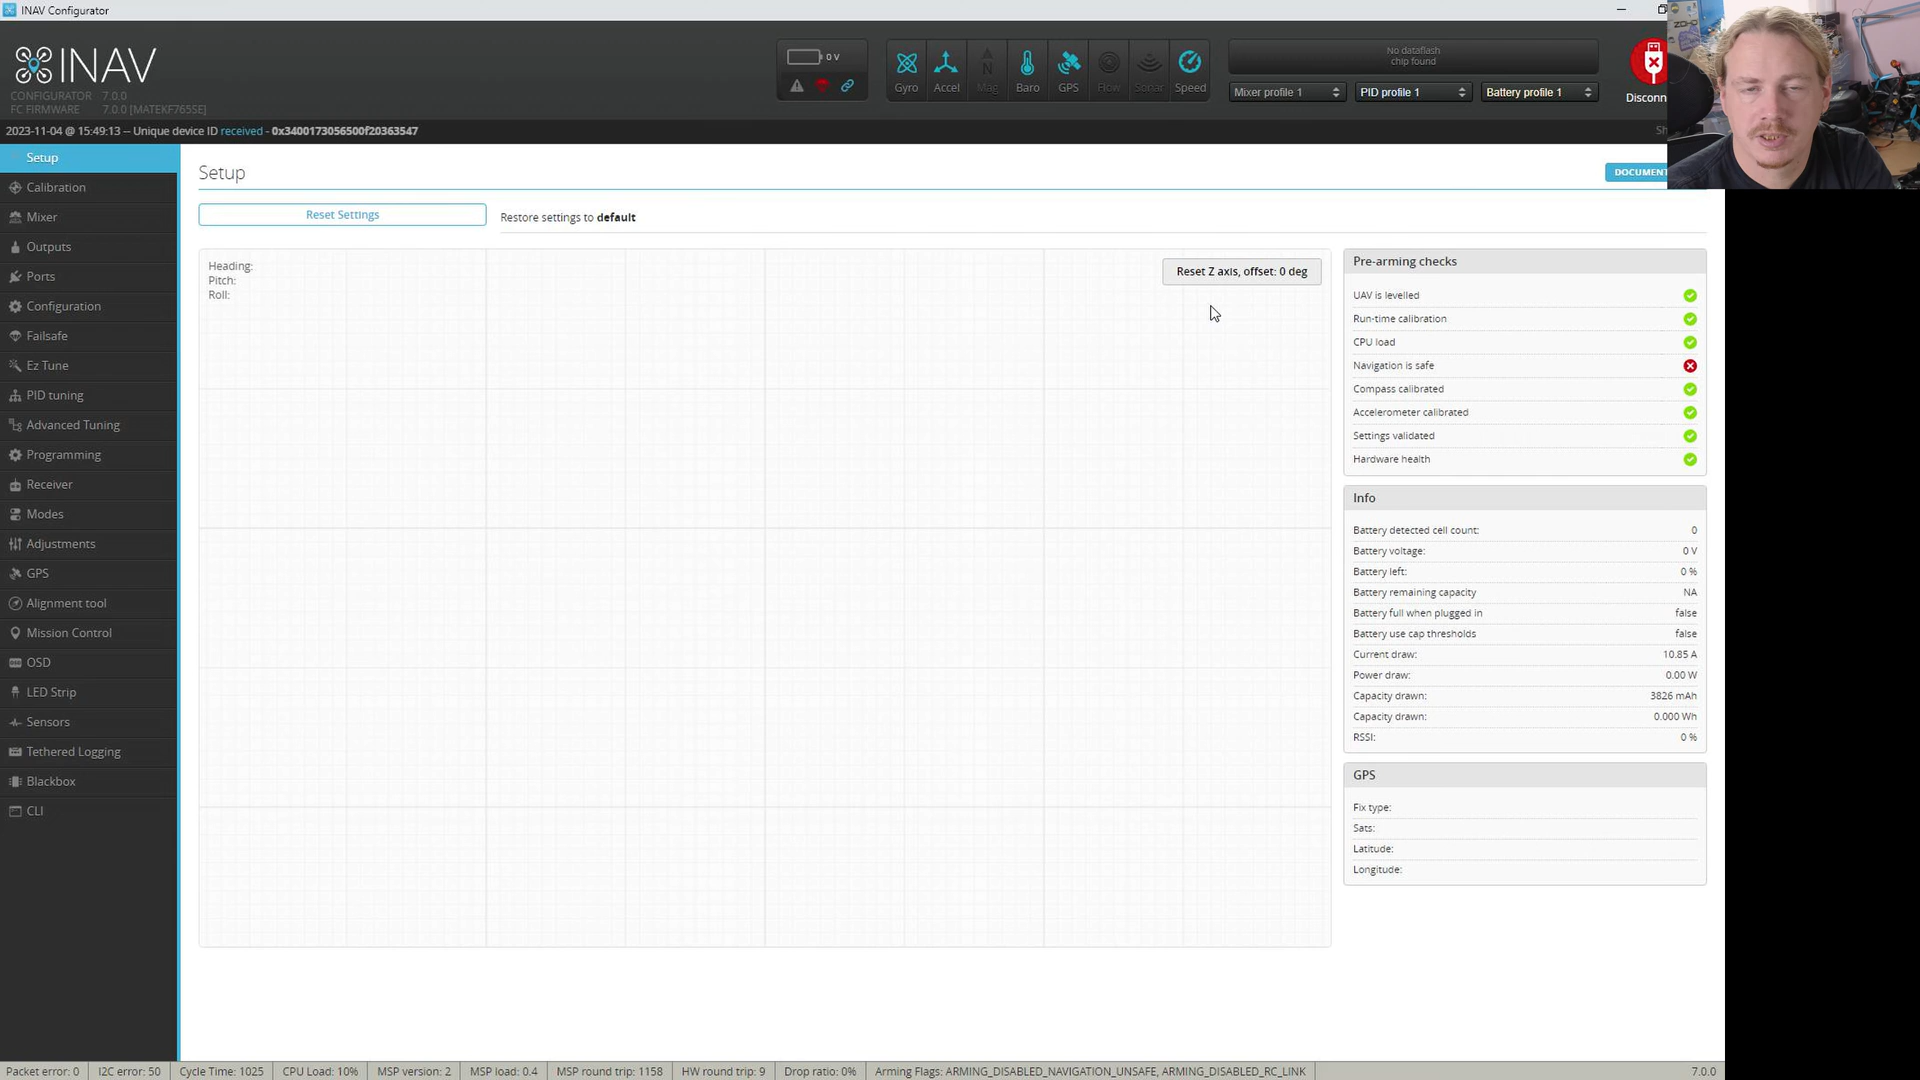 INAV Configurator
INAV
CONFIGURATOR 7.0.0
FC FIRMWARE 7.0.0 [MATEKF765SE]
0 V
Gyro
Accel
Mag
Baro
GPS
Flow
Sonar
Speed
No dataflash
chip found
Mixer profile 1
PID profile 1
Battery profile 1
Disconn
2023-11-04 @ 15:49:13 -- Unique device ID received - 0x3400173056500f20363547
Sh
Setup
Calibration
Mixer
Outputs
Ports
Configuration
Failsafe
Ez Tune
PID tuning
Advanced Tuning
Programming
Receiver
Modes
Adjustments
GPS
Alignment tool
Mission Control
OSD
LED Strip
Sensors
Tethered Logging
Blackbox
CLI
Setup
DOCUMENT
Reset Settings
Restore settings to default
Heading:
Pitch:
Roll:
Reset Z axis, offset: 0 deg
Pre-arming checks
UAV is levelled
Run-time calibration
CPU load
Navigation is safe
Compass calibrated
Accelerometer calibrated
Settings validated
Hardware health
Info
Battery detected cell count: 0
Battery voltage: 0 V
Battery left: 0 %
Battery remaining capacity NA
Battery full when plugged in false
Battery use cap thresholds false
Current draw: 10.85 A
Power draw: 0.00 W
Capacity drawn: 3826 mAh
Capacity drawn: 0.000 Wh
RSSI: 0 %
GPS
Fix type:
Sats:
Latitude:
Longitude:
Packet error: 0
I2C error: 50
Cycle Time: 1025
CPU Load: 10%
MSP version: 2
MSP load: 0.4
MSP round trip: 1158
HW round trip: 9
Drop ratio: 0%
Arming Flags: ARMING_DISABLED_NAVIGATION_UNSAFE, ARMING_DISABLED_RC_LINK
7.0.0